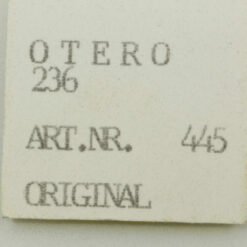 OTERO
236
ART.NR. 445
ORIGINAL